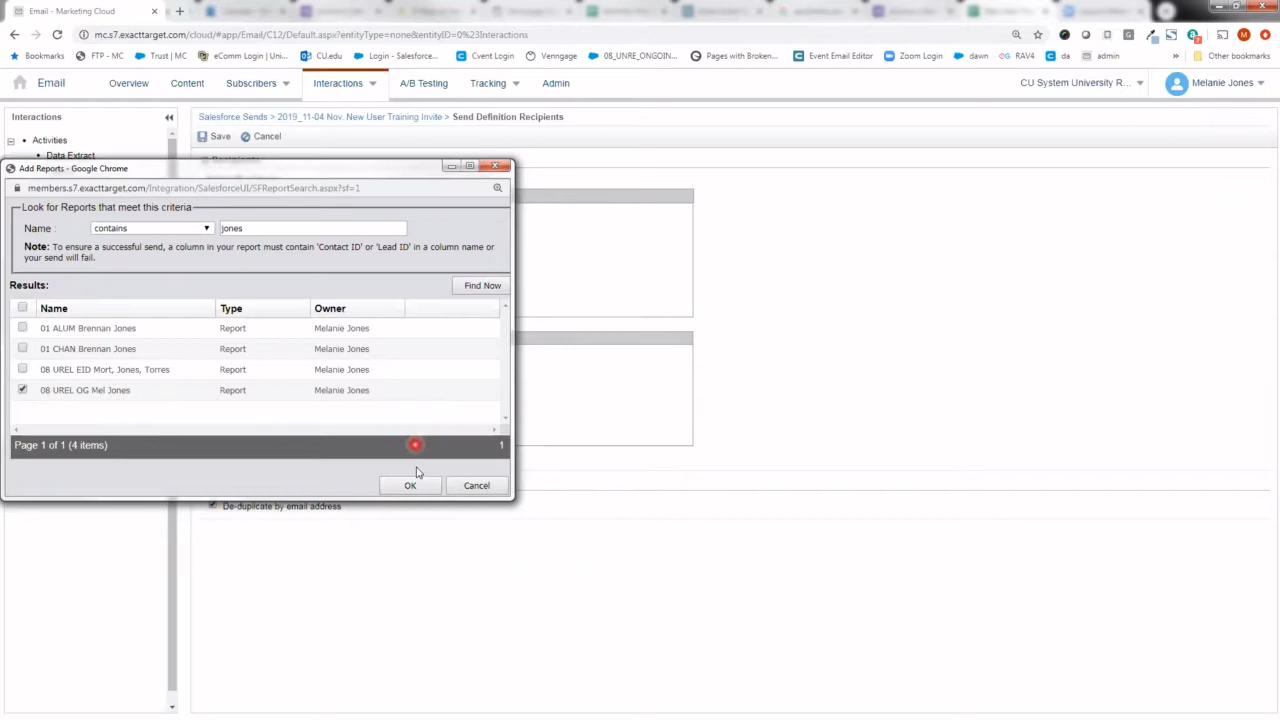 Email - Marketing Cloud
mc.s7.exacttarget.com/cloud/#app/Email/C12/Default.aspx?entityType=none&entityID=0%23Interactions
Bookmarks FTP - MC Trust | MC eComm Login | Uni... CU.edu Login - Salesforce... Cvent Login Venngage 08_UNRE_ONGOIN... Pages with Broken... Event Email Editor Zoom Login dawn RAV4 da admin » Other bookmarks
Email Overview Content Subscribers Interactions A/B Testing Tracking Admin CU System University R... Melanie Jones
Interactions
Salesforce Sends > 2019_11-04 Nov. New User Training Invite > Send Definition Recipients
Activities
Save Cancel
Data Extract
Add Reports - Google Chrome
members.s7.exacttarget.com/Integration/SalesforceUI/SFReportSearch.aspx?sf=1
Look for Reports that meet this criteria
Name : contains jones
Note: To ensure a successful send, a column in your report must contain 'Contact ID' or 'Lead ID' in a column name or
your send will fail.
Results:
Find Now
Name Type Owner
01 ALUM Brennan Jones Report Melanie Jones
01 CHAN Brennan Jones Report Melanie Jones
08 UREL EID Mort, Jones, Torres Report Melanie Jones
08 UREL OG Mel Jones Report Melanie Jones
Page 1 of 1 (4 items) 1
OK Cancel
De-duplicate by email address